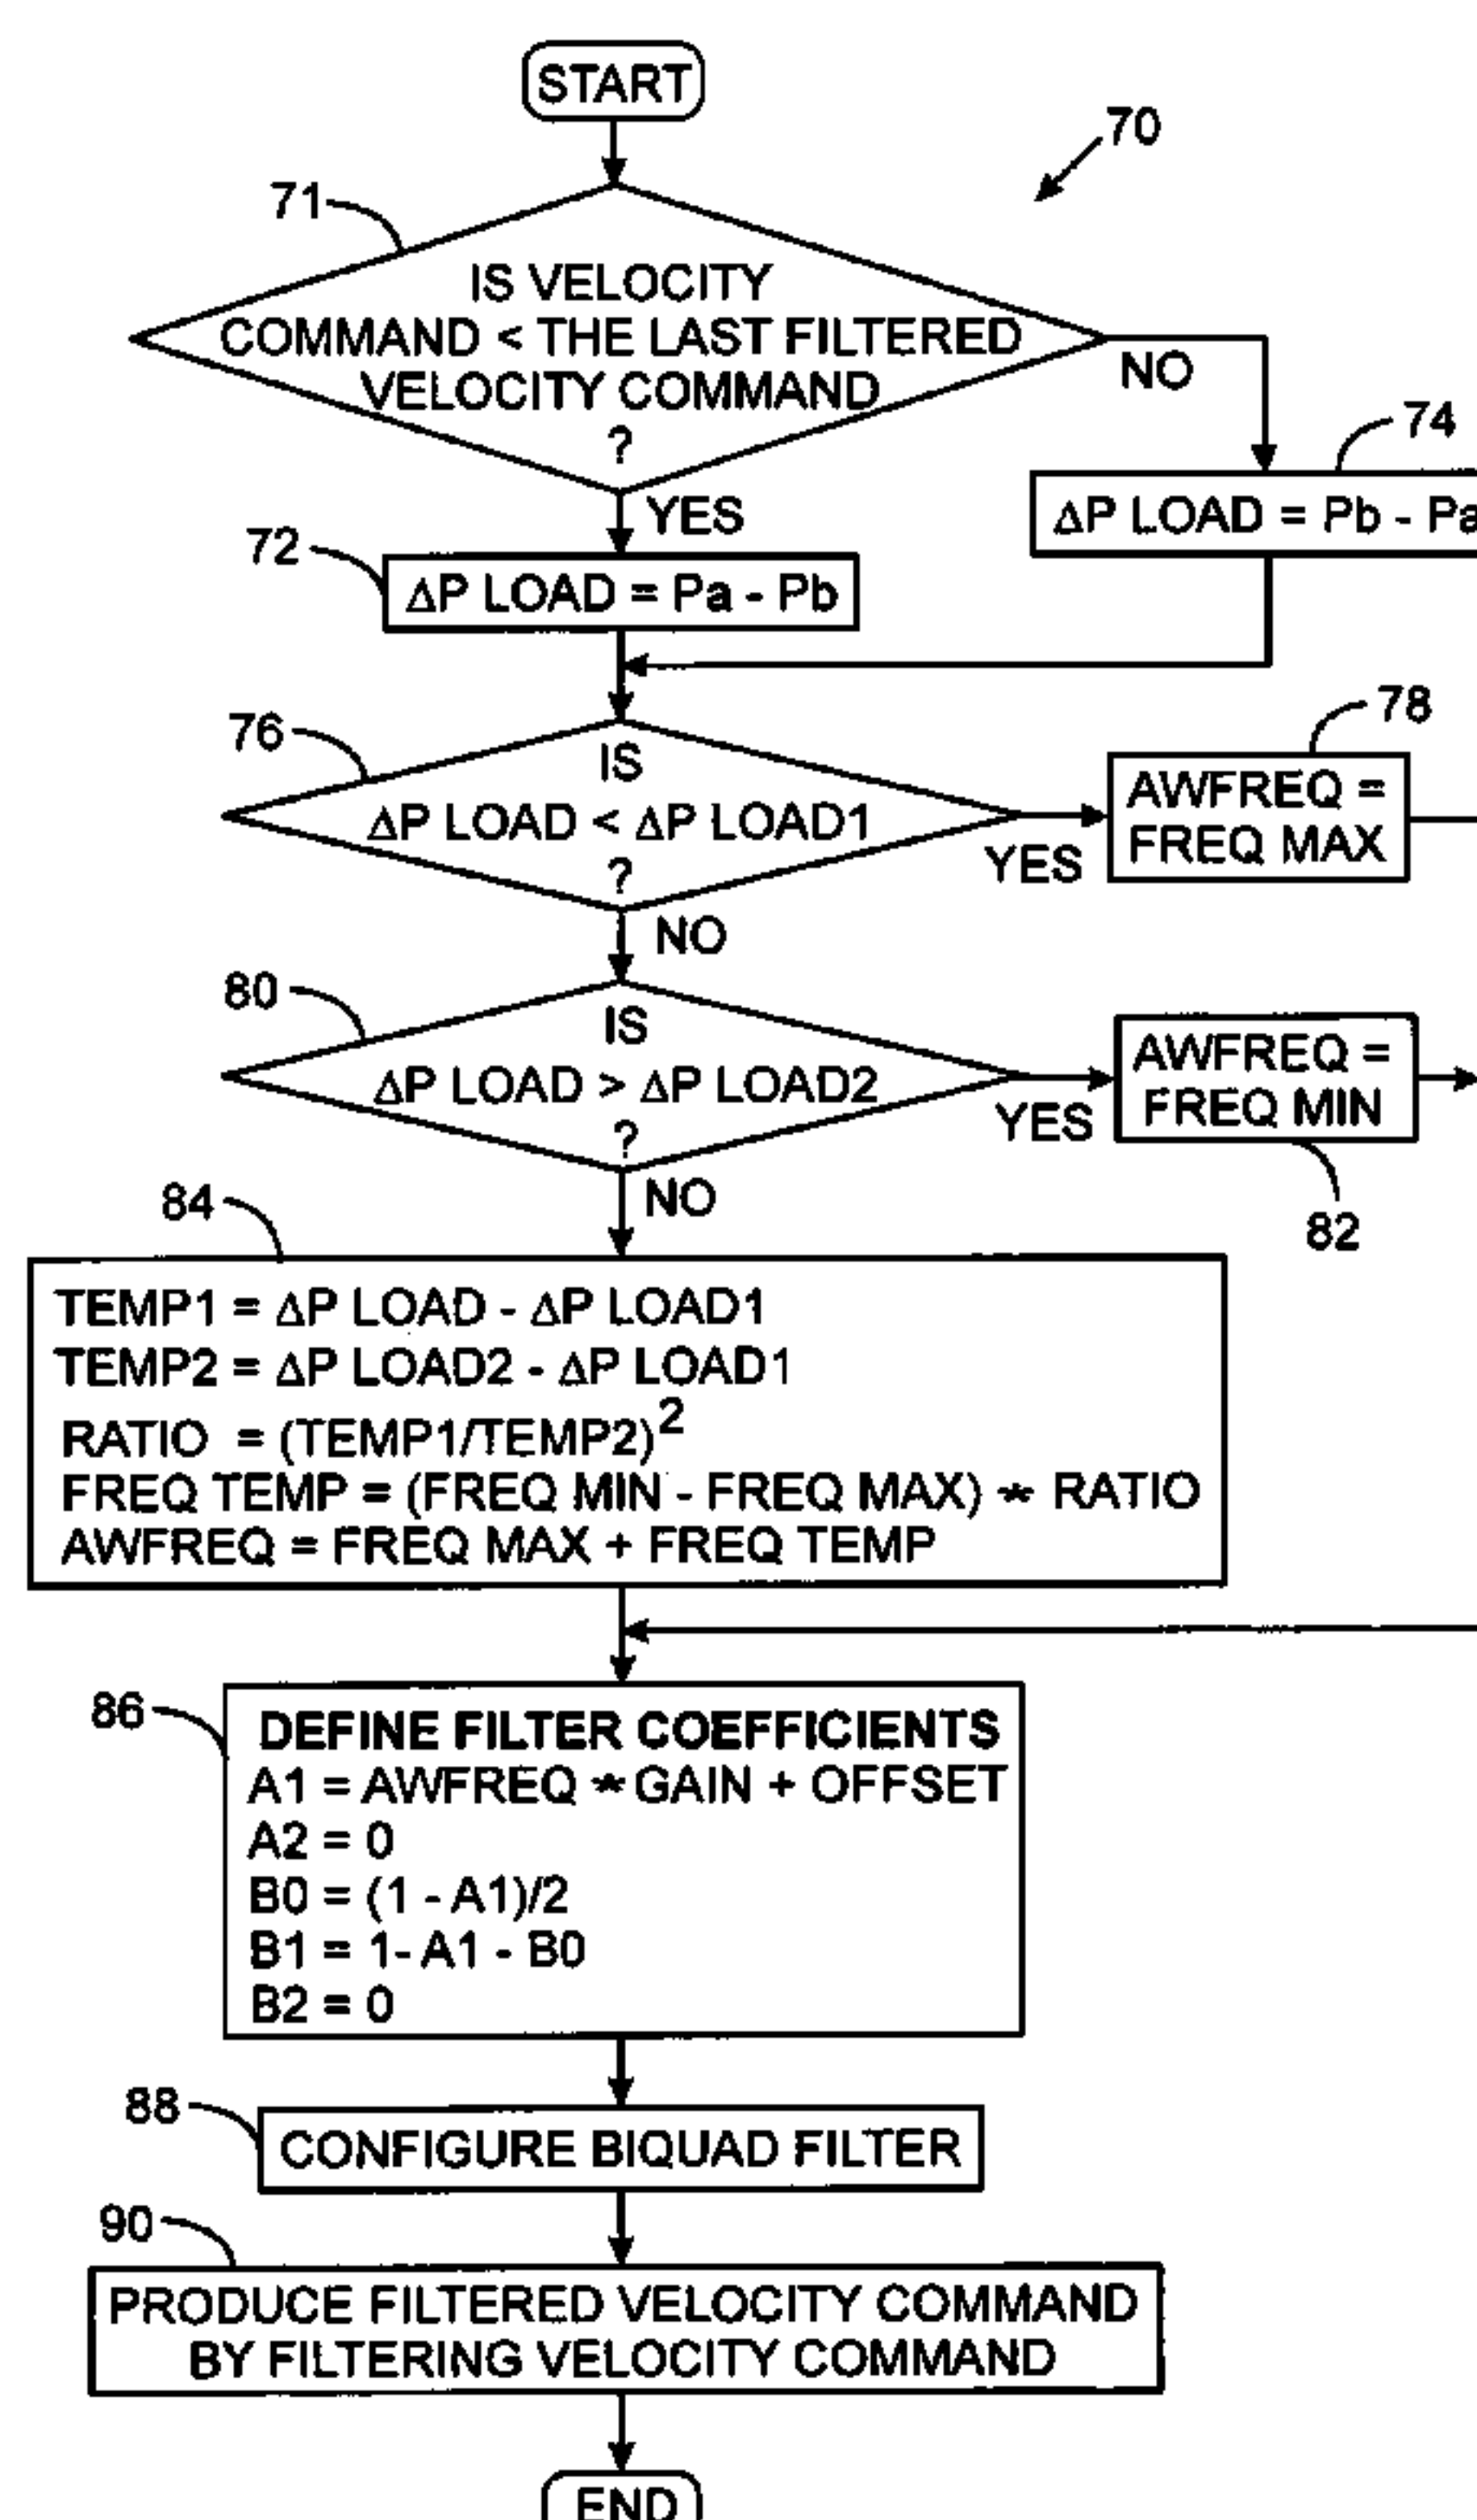 START
70
71
IS VELOCITY
COMMAND < THE LAST FILTERED
VELOCITY COMMAND
?
NO
74
ΔP LOAD = Pb - Pa
YES
72
ΔP LOAD = Pa - Pb
76
IS
ΔP LOAD < ΔP LOAD1
?
YES
78
AWFREQ =
FREQ MAX
NO
80
IS
ΔP LOAD > ΔP LOAD2
?
YES
AWFREQ =
FREQ MIN
82
NO
84
TEMP1 = ΔP LOAD - ΔP LOAD1
TEMP2 = ΔP LOAD2 - ΔP LOAD1
RATIO = (TEMP1/TEMP2)²
FREQ TEMP = (FREQ MIN - FREQ MAX) * RATIO
AWFREQ = FREQ MAX + FREQ TEMP
86
DEFINE FILTER COEFFICIENTS
A1 = AWFREQ * GAIN + OFFSET
A2 = 0
B0 = (1 - A1)/2
B1 = 1- A1 - B0
B2 = 0
88
CONFIGURE BIQUAD FILTER
90
PRODUCE FILTERED VELOCITY COMMAND
BY FILTERING VELOCITY COMMAND
END